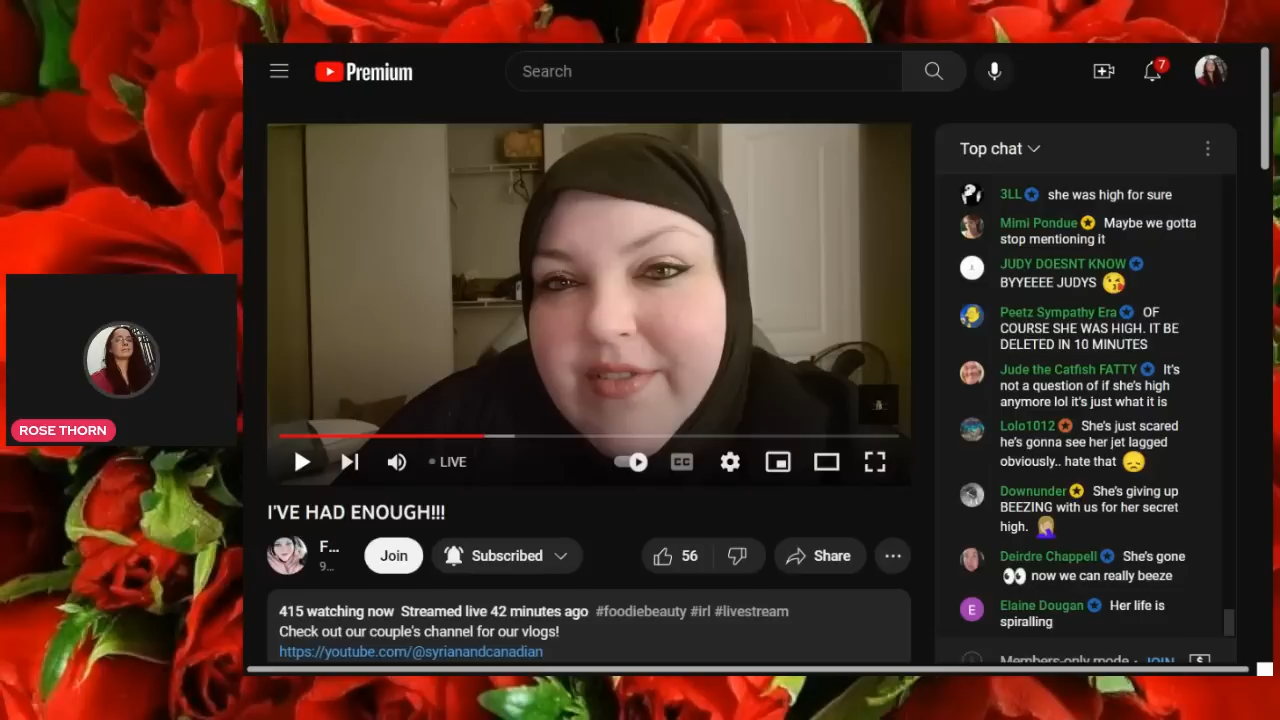 Premium
Search
7
Top chat
3LL she was high for sure
Mimi Pondue Maybe we gotta
stop mentioning it
JUDY DOESNT KNOW
BYYEEEE JUDYS
Peetz Sympathy Era OF
COURSE SHE WAS HIGH. IT BE
DELETED IN 10 MINUTES
Jude the Catfish FATTY It's
not a question of if she's high
anymore lol it's just what it is
Lolo1012 She's just scared
he's gonna see her jet lagged
obviously.. hate that
Downunder She's giving up
BEEZING with us for her secret
high.
Deirdre Chappell She's gone
now we can really beeze
E
Elaine Dougan Her life is
spiralling
Members-only mode · JOIN
ROSE THORN
LIVE
CC
I'VE HAD ENOUGH!!!
F...
9...
Join
Subscribed
56
Share
415 watching now Streamed live 42 minutes ago #foodiebeauty #irl #livestream
Check out our couple's channel for our vlogs!
https://youtube.com/@syrianandcanadian